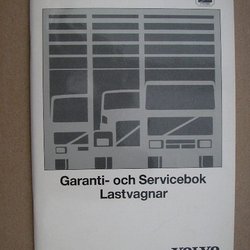 Garanti- och Servicebok
Lastvagnar
VOLVO